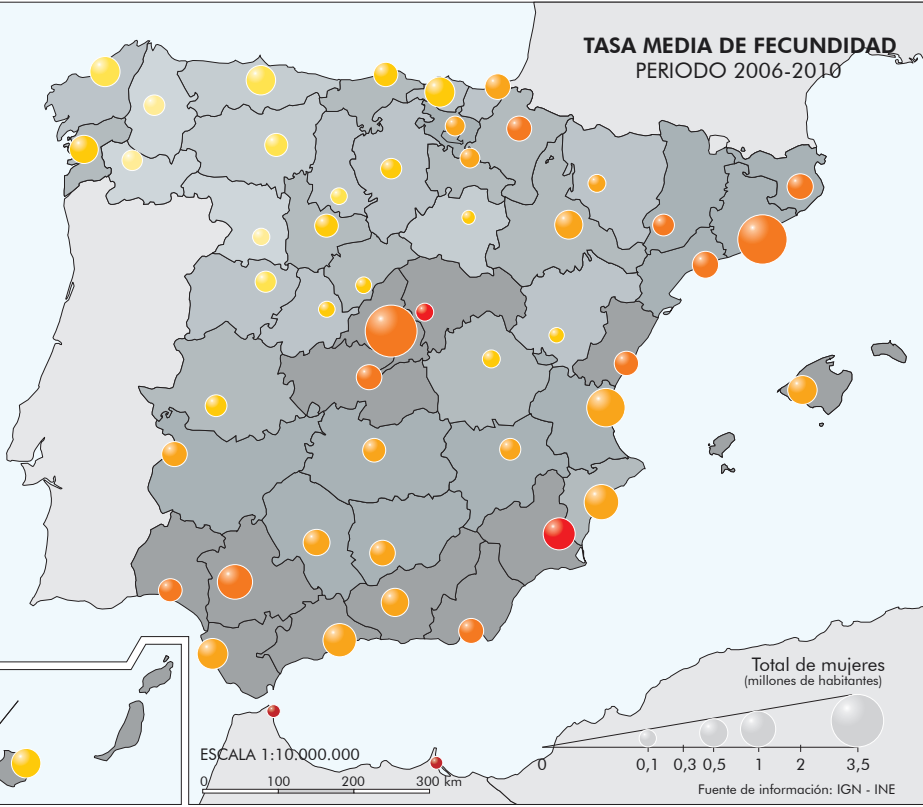 TASA MEDIA DE FECUNDIDAD
PERIODO 2006-2010
Total de mujeres
(millones de habitantes)
0 0,1 0,3 0,5 1 2 3,5
Fuente de información: IGN - INE
ESCALA 1:10.000.000
0 100 200 300 km